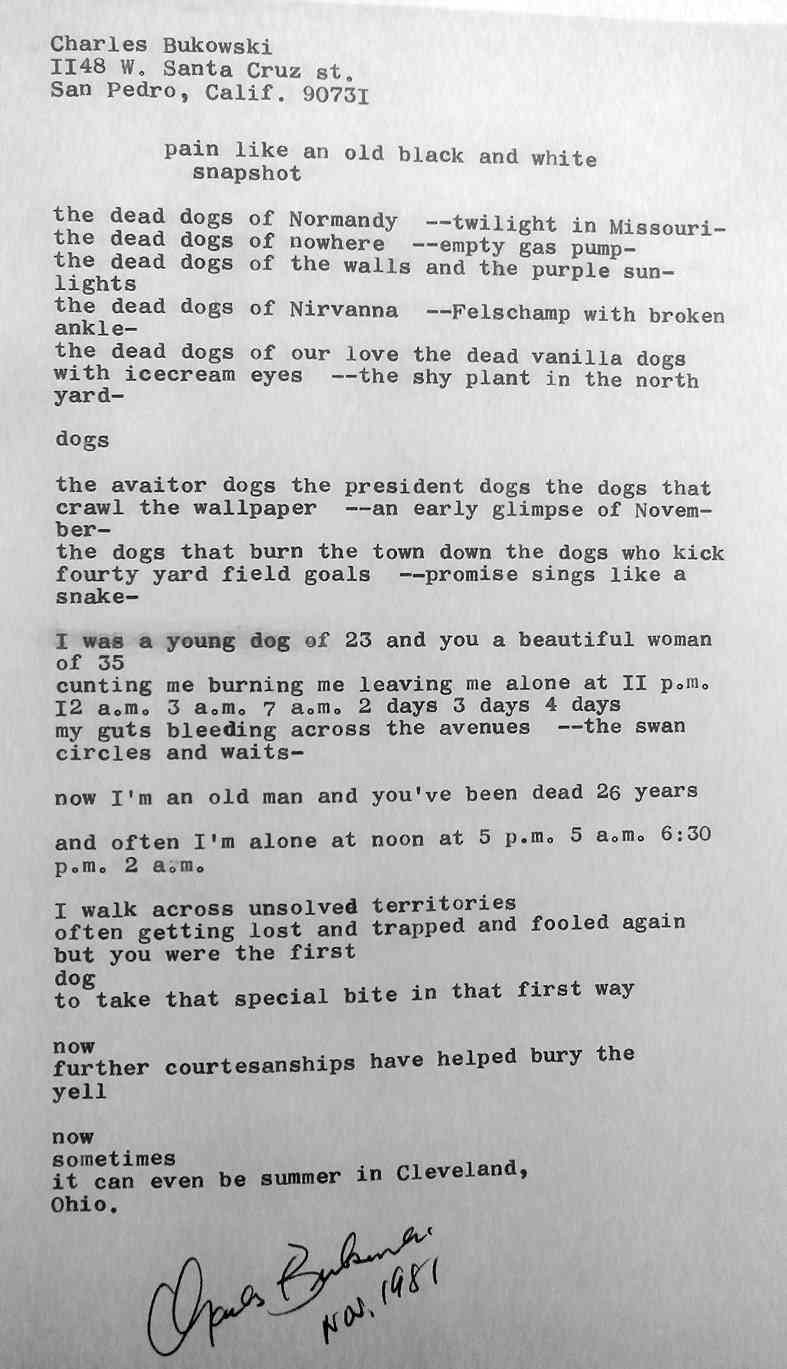 Charles Bukowski
II48 W. Santa Cruz st.
San Pedro, Calif. 9073I
pain like an old black and white
snapshot
the dead dogs of Normandy --twilight in Missouri-
the dead dogs of nowhere --empty gas pump-
the dead dogs of the walls and the purple sun-
lights
the dead dogs of Nirvanna --Felschamp with broken
ankle-
the dead dogs of our love the dead vanilla dogs
with icecream eyes --the shy plant in the north
yard-
dogs
the avaitor dogs the president dogs the dogs that
crawl the wallpaper --an early glimpse of Novem-
ber-
the dogs that burn the town down the dogs who kick
fourty yard field goals --promise sings like a
snake-
I was a young dog of 23 and you a beautiful woman
of 35
cunting me burning me leaving me alone at II p.m.
I2 a.m. 3 a.m. 7 a.m. 2 days 3 days 4 days
my guts bleeding across the avenues --the swan
circles and waits-
now I'm an old man and you've been dead 26 years
and often I'm alone at noon at 5 p.m. 5 a.m. 6:30
p.m. 2 a.m.
I walk across unsolved territories
often getting lost and trapped and fooled again
but you were the first
dog
to take that special bite in that first way
now
further courtesanships have helped bury the
yell
now
sometimes
it can even be summer in Cleveland,
Ohio.
Charles Bukowski
Nov. 1981